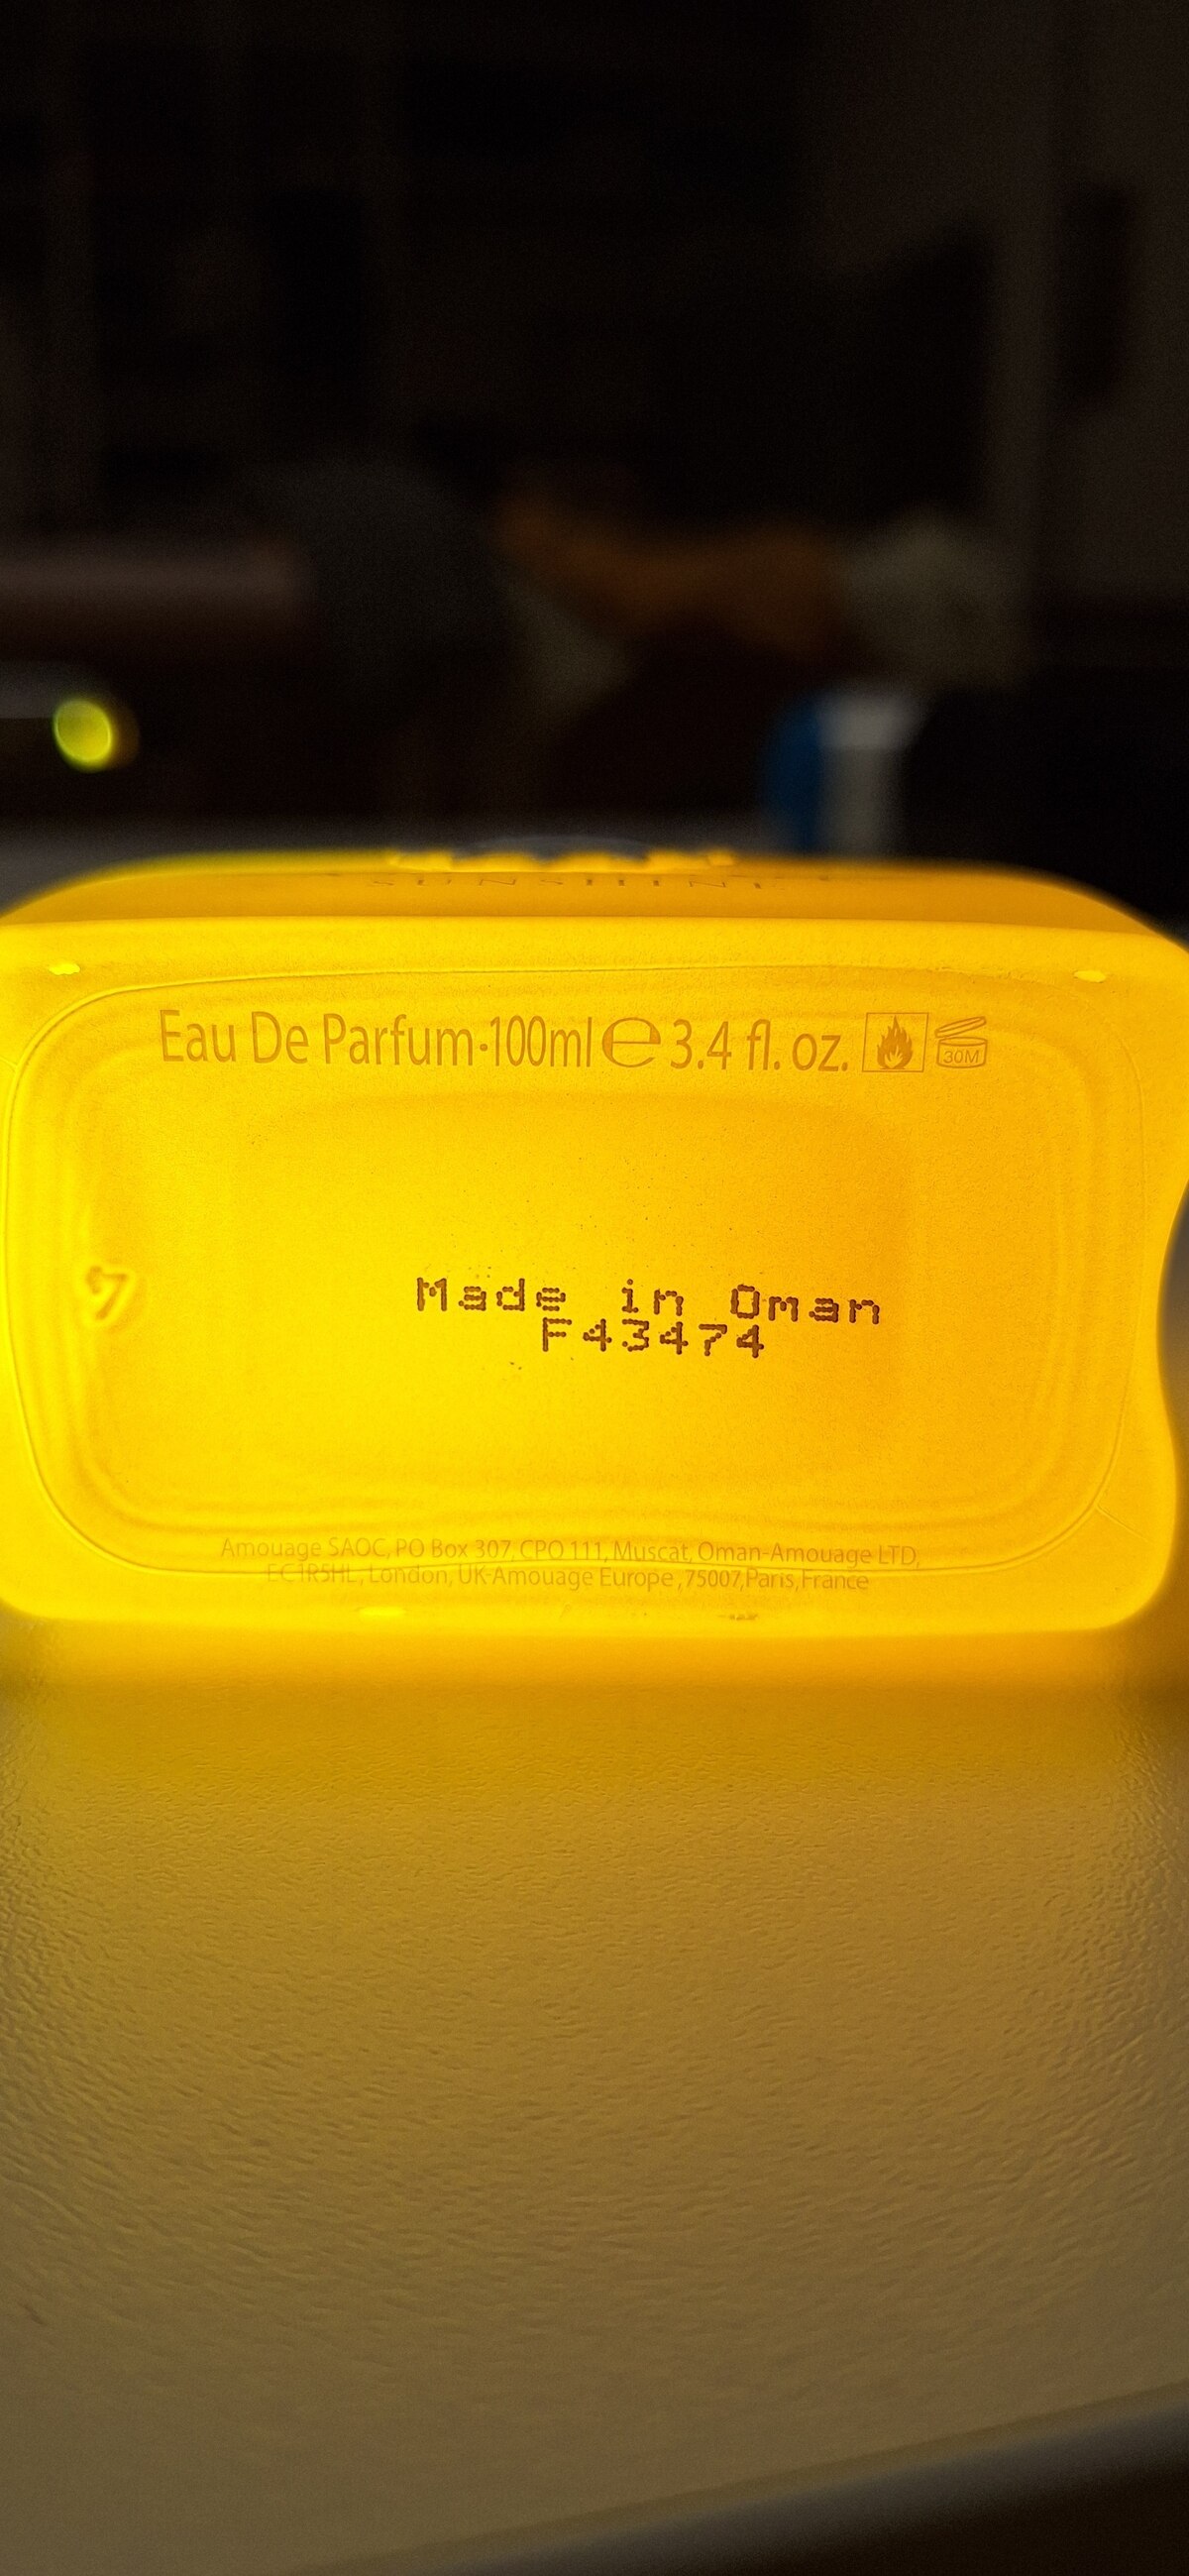 SUNSHINE
Eau De Parfum·100ml ℮ 3.4 fl. oz.
30M
Made in Oman
F43474
Amouage SAOC, PO Box 307, CPO 111, Muscat, Oman-Amouage LTD,
EC1R5HL, London, UK-Amouage Europe ,75007,Paris,France